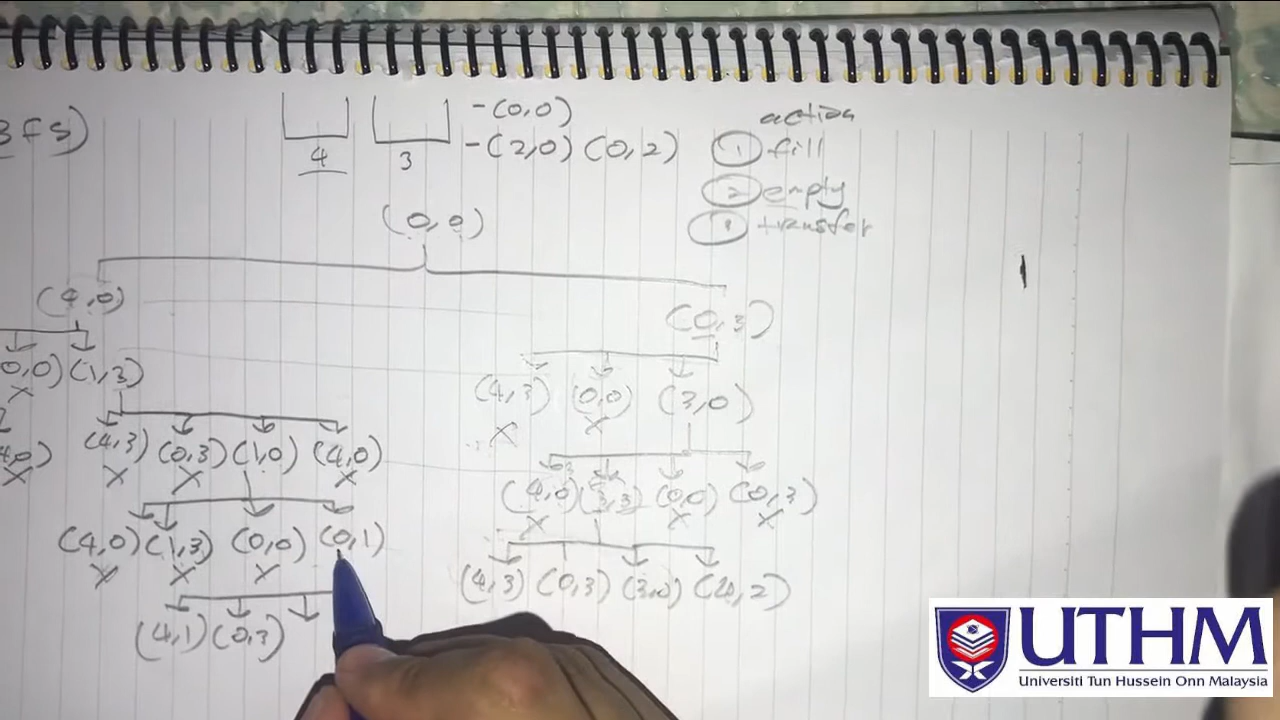 BFS)
-(0,0)
4 3 -(2,0) (0,2)
action
1 fill
2 empty
3 transfer
(0,0)
(4,0) (0,3)
(0,0) (1,3)
X
(4,3) (0,0) (3,0)
X X
(4,3) (0,3) (1,0) (4,0)
X X X
4,0)
X
(4,0) (3,3) (0,0) (0,3)
X X X
(4,0) (1,3) (0,0) (0,1)
X X X
(4,3) (0,3) (3,0) (4,2)
(4,1) (0,3)
UTHM
Universiti Tun Hussein Onn Malaysia